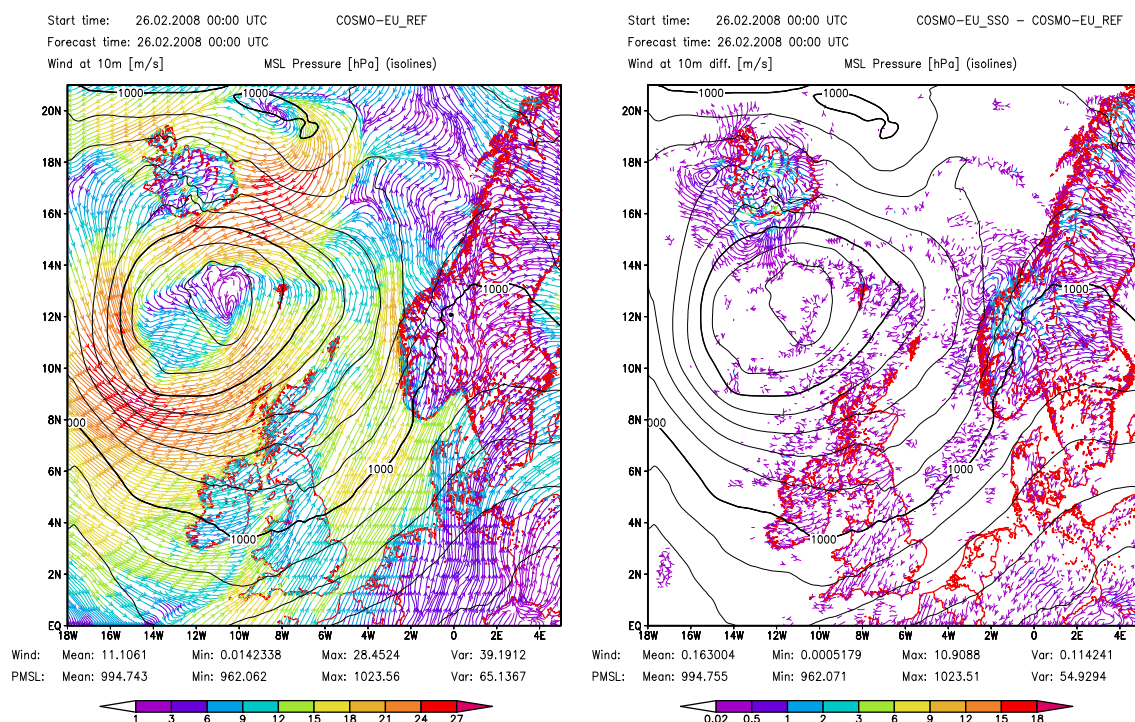 Start time: 26.02.2008 00:00 UTC COSMO-EU_REF
Forecast time: 26.02.2008 00:00 UTC
Wind at 10m [m/s] MSL Pressure [hPa] (isolines)
1000
20N
18N
16N
14N
12N
1000
10N
8N
000
6N
1000
4N
1000
2N
EQ
18W 16W 14W 12W 10W 8W 6W 4W 2W 0 2E 4E
Wind: Mean: 11.1061 Min: 0.0142338 Max: 28.4524 Var: 39.1912
PMSL: Mean: 994.743 Min: 962.062 Max: 1023.56 Var: 65.1367
1 3 6 9 12 15 18 21 24 27
Start time: 26.02.2008 00:00 UTC COSMO-EU_SSO - COSMO-EU_REF
Forecast time: 26.02.2008 00:00 UTC
Wind at 10m diff. [m/s] MSL Pressure [hPa] (isolines)
1000
20N
18N
16N
14N
1000
12N
10N
8N
1000
6N
1000
4N
1000
2N
EQ
18W 16W 14W 12W 10W 8W 6W 4W 2W 0 2E 4E
Wind: Mean: 0.163004 Min: 0.0005179 Max: 10.9088 Var: 0.114241
PMSL: Mean: 994.755 Min: 962.071 Max: 1023.51 Var: 54.9294
0.02 0.5 1 2 3 6 9 12 15 18